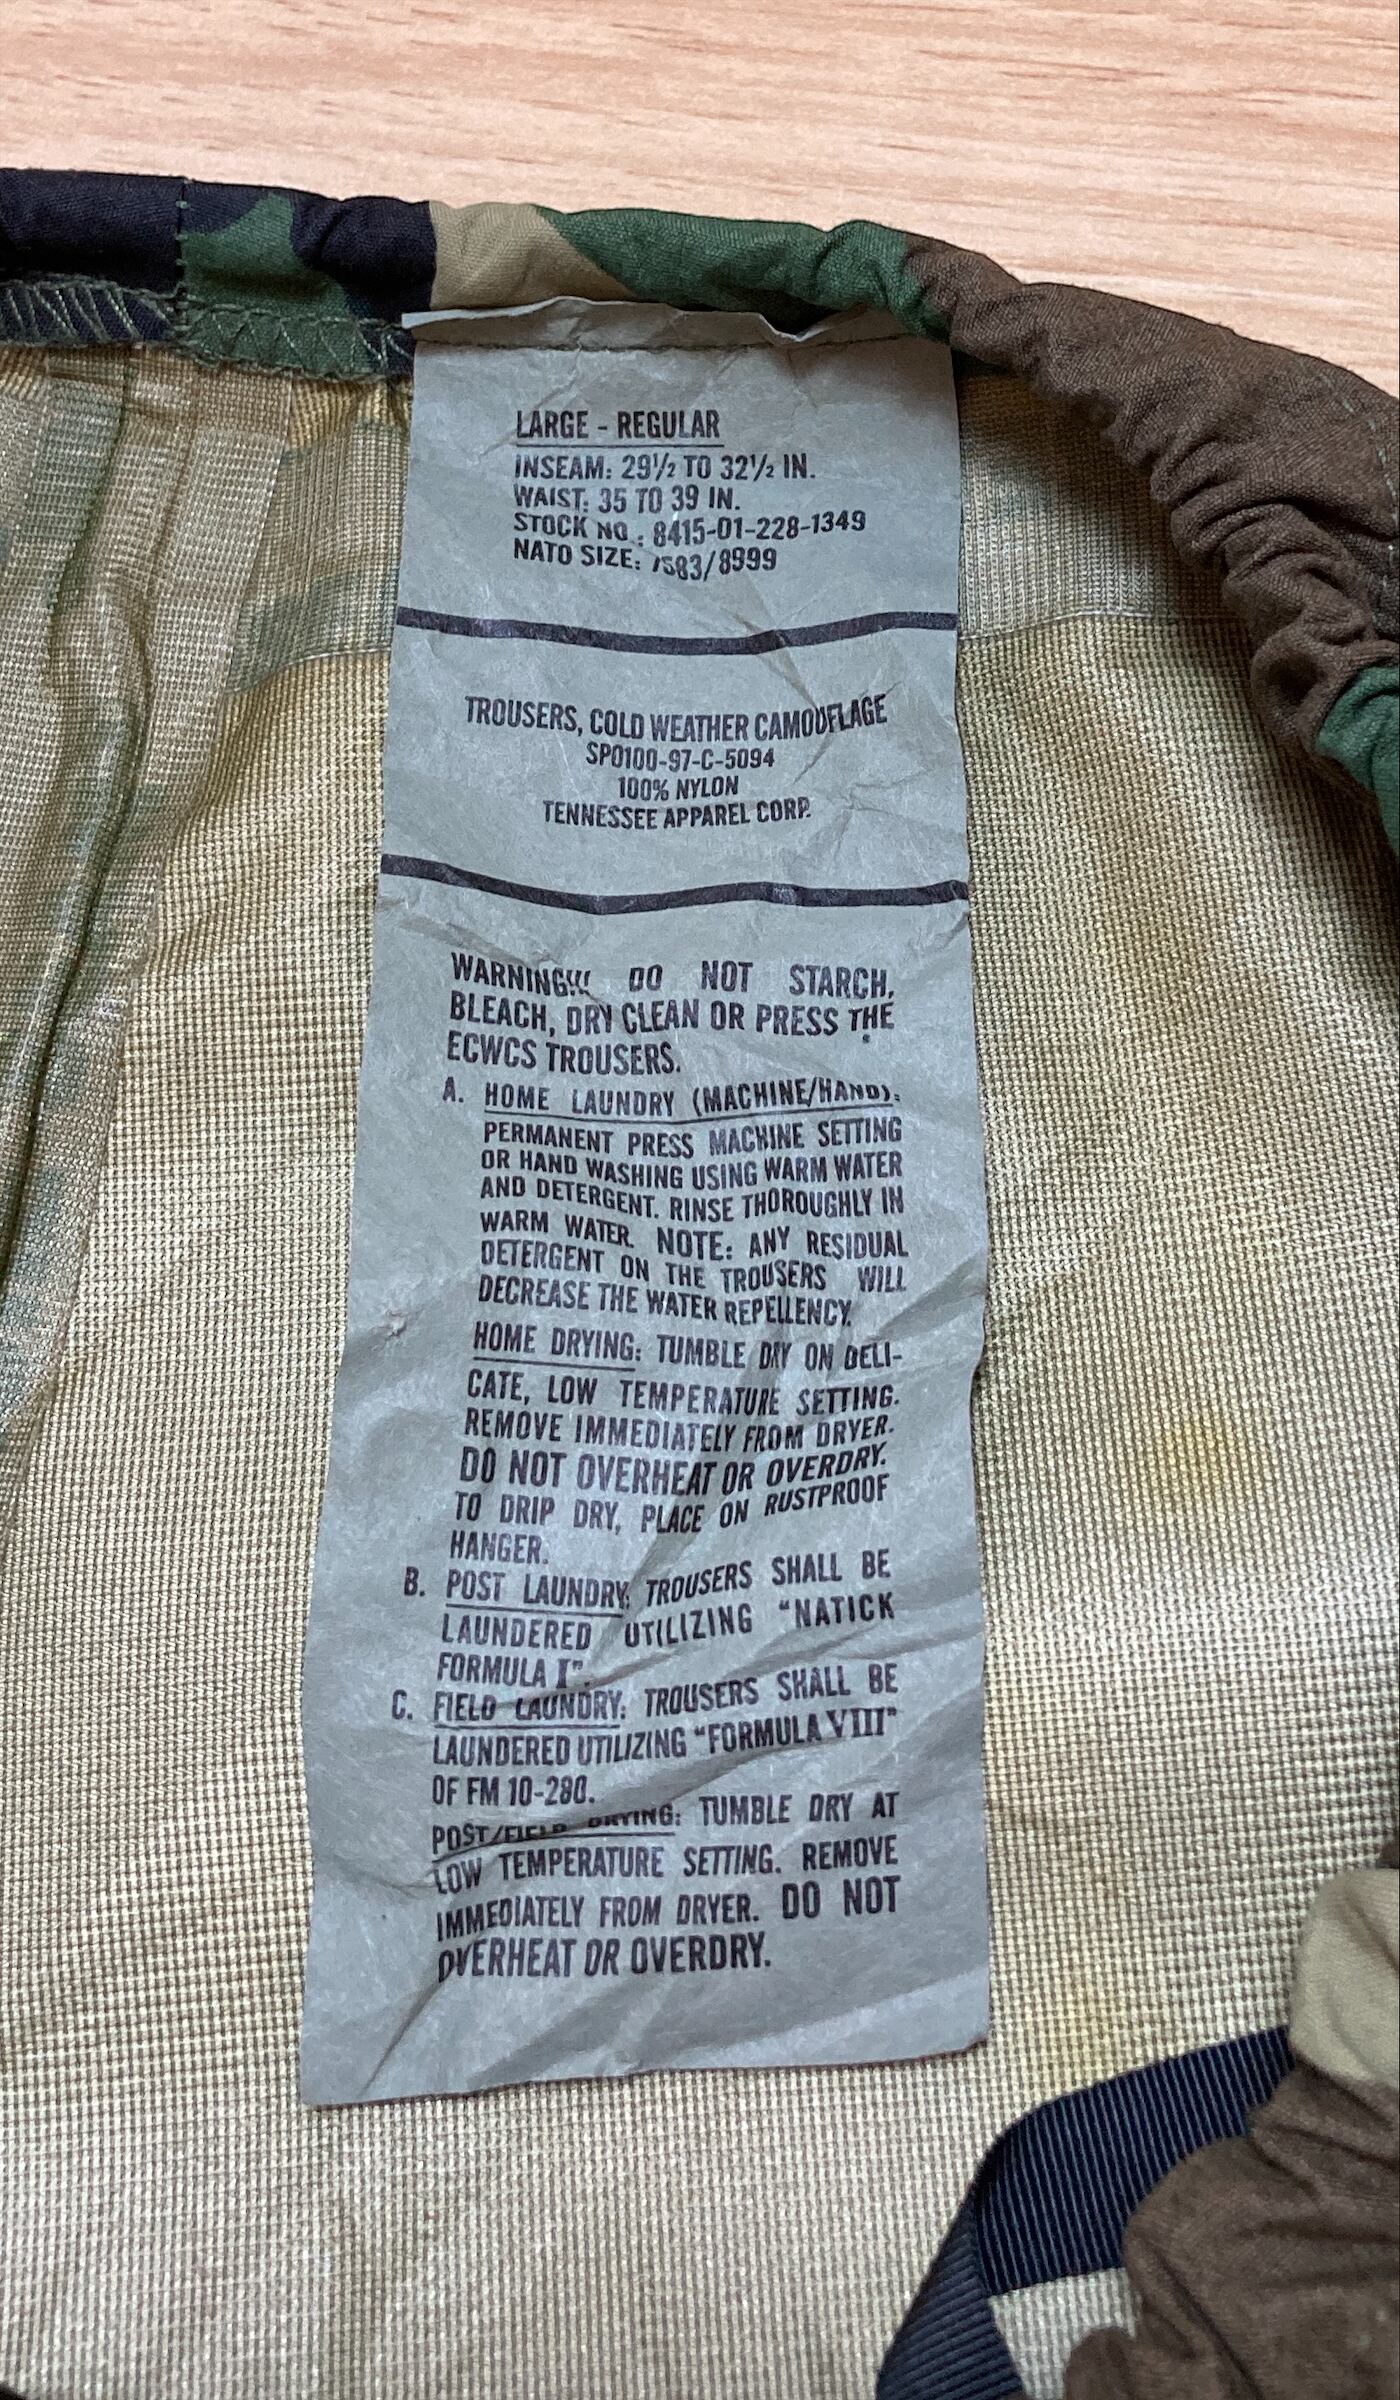 LARGE - REGULAR
INSEAM: 29½ TO 32½ IN.
WAIST: 35 TO 39 IN.
STOCK NO.: 8415-01-228-1349
NATO SIZE: 7583/8999
TROUSERS, COLD WEATHER CAMOUFLAGE
SPO100-97-C-5094
100% NYLON
TENNESSEE APPAREL CORP.
WARNING!!! DO NOT STARCH,
BLEACH, DRY CLEAN OR PRESS THE
ECWCS TROUSERS.
A. HOME LAUNDRY (MACHINE/HAND):
PERMANENT PRESS MACHINE SETTING
OR HAND WASHING USING WARM WATER
AND DETERGENT. RINSE THOROUGHLY IN
WARM WATER. NOTE: ANY RESIDUAL
DETERGENT ON THE TROUSERS WILL
DECREASE THE WATER REPELLENCY.
HOME DRYING: TUMBLE DRY ON DELI-
CATE, LOW TEMPERATURE SETTING.
REMOVE IMMEDIATELY FROM DRYER.
DO NOT OVERHEAT OR OVERDRY.
TO DRIP DRY, PLACE ON RUSTPROOF
HANGER.
B. POST LAUNDRY: TROUSERS SHALL BE
LAUNDERED UTILIZING "NATICK
FORMULA I".
C. FIELD LAUNDRY: TROUSERS SHALL BE
LAUNDERED UTILIZING "FORMULA VIII"
OF FM 10-280.
POST/FIELD DRYING: TUMBLE DRY AT
LOW TEMPERATURE SETTING. REMOVE
IMMEDIATELY FROM DRYER. DO NOT
OVERHEAT OR OVERDRY.